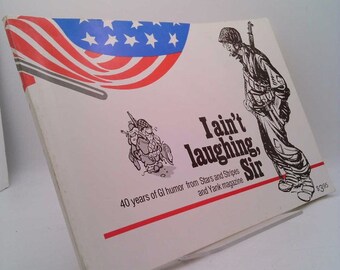 I ain't
laughing,
Sir
40 years of GI humor from Stars and Stripes
and Yank magazine